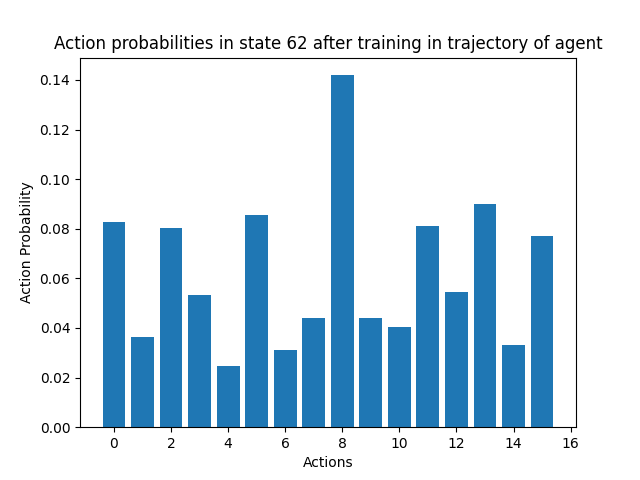 Action probabilities in state 62 after training in trajectory of agent
0.14
0.12
0.10
0.08
0.06
0.04
0.02
0.00
Action Probability
0 2 4 6 8 10 12 14 16
Actions